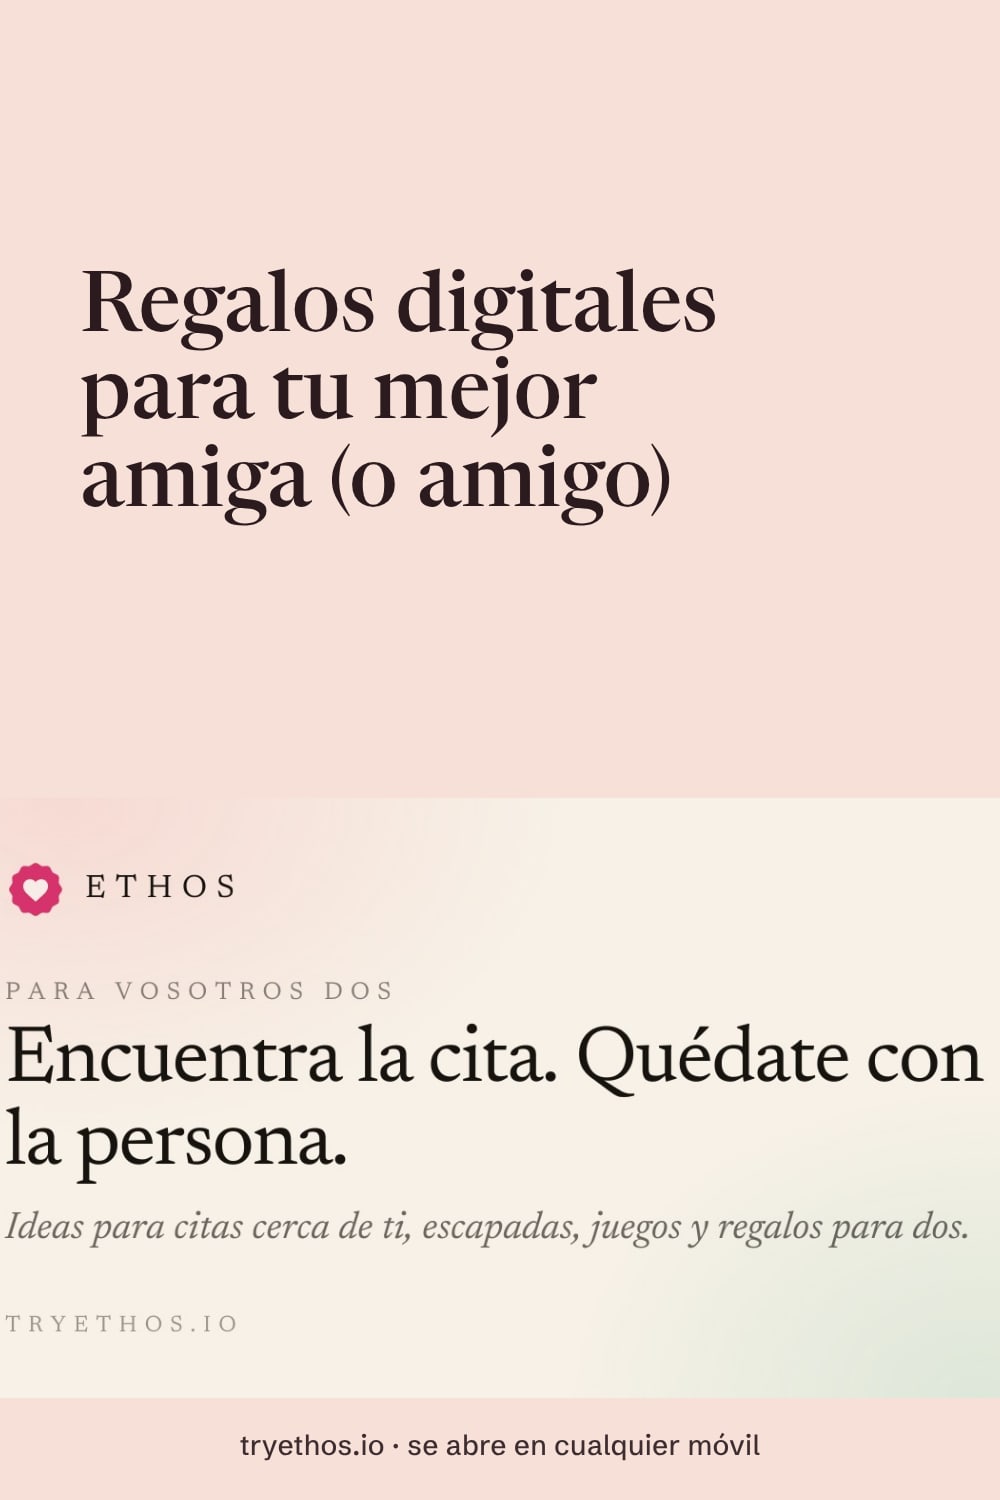 Regalos digitales
para tu mejor
amiga (o amigo)
ETHOS
PARA VOSOTROS DOS
Encuentra la cita. Quédate con
la persona.
Ideas para citas cerca de ti, escapadas, juegos y regalos para dos.
TRYETHOS.IO
tryethos.io · se abre en cualquier móvil